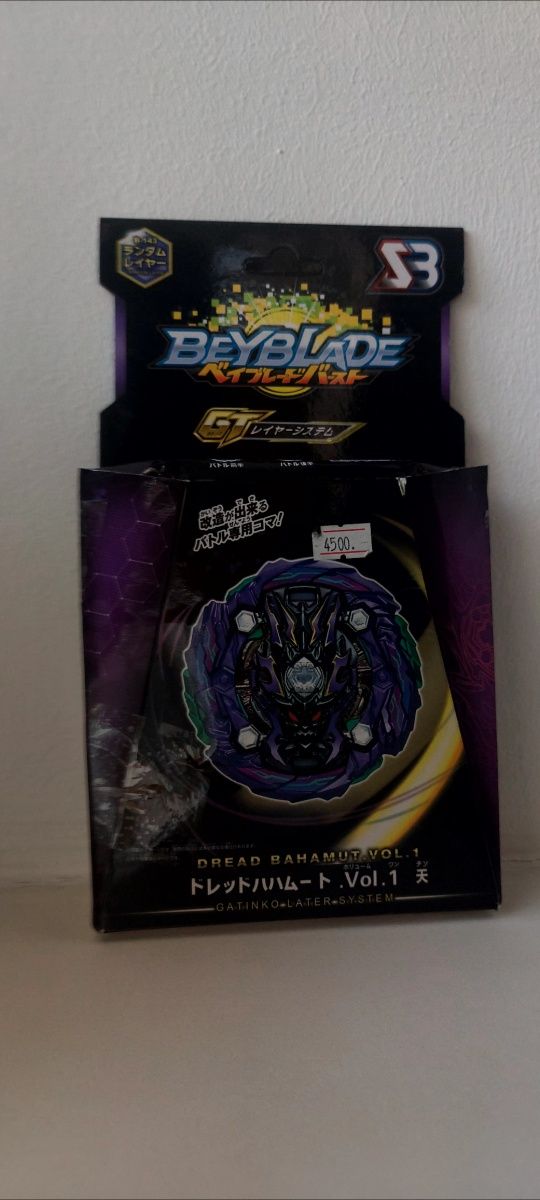 B-143
ランダム
レイヤー
SB
BEYBLADE
ベイブレードバースト
GT レイヤーシステム
改造が出来る
バトル専用コマ!
4500.
DREAD BAHAMUT.VOL.1
ドレッドハハムート .Vol.1 天
GATINKO LATER SYSTEM